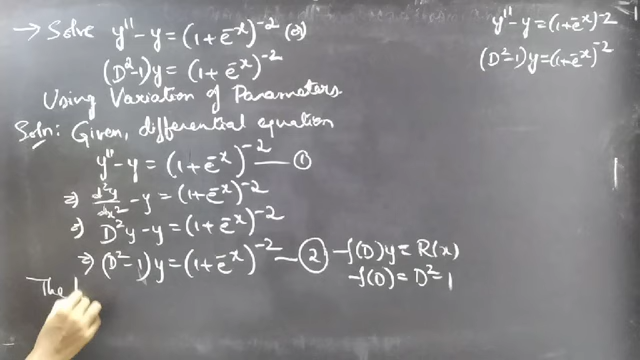 → Solve y'' - y = (1 + e^-x)^-2 (or)
(D²-1)y = (1 + e^-x)^-2
Using Variation of Parameters
Soln: Given, differential equation
y'' - y = (1 + e^-x)^-2 — ①
⇒ d²y/dx² - y = (1 + e^-x)^-2
⇒ D²y - y = (1 + e^-x)^-2
⇒ (D² - 1)y = (1 + e^-x)^-2 — ②
The
f(D)y = R(x)
f(D) = D² - 1
y'' - y = (1 + e^-x)^-2
(D²-1)y = (1 + e^-x)^-2